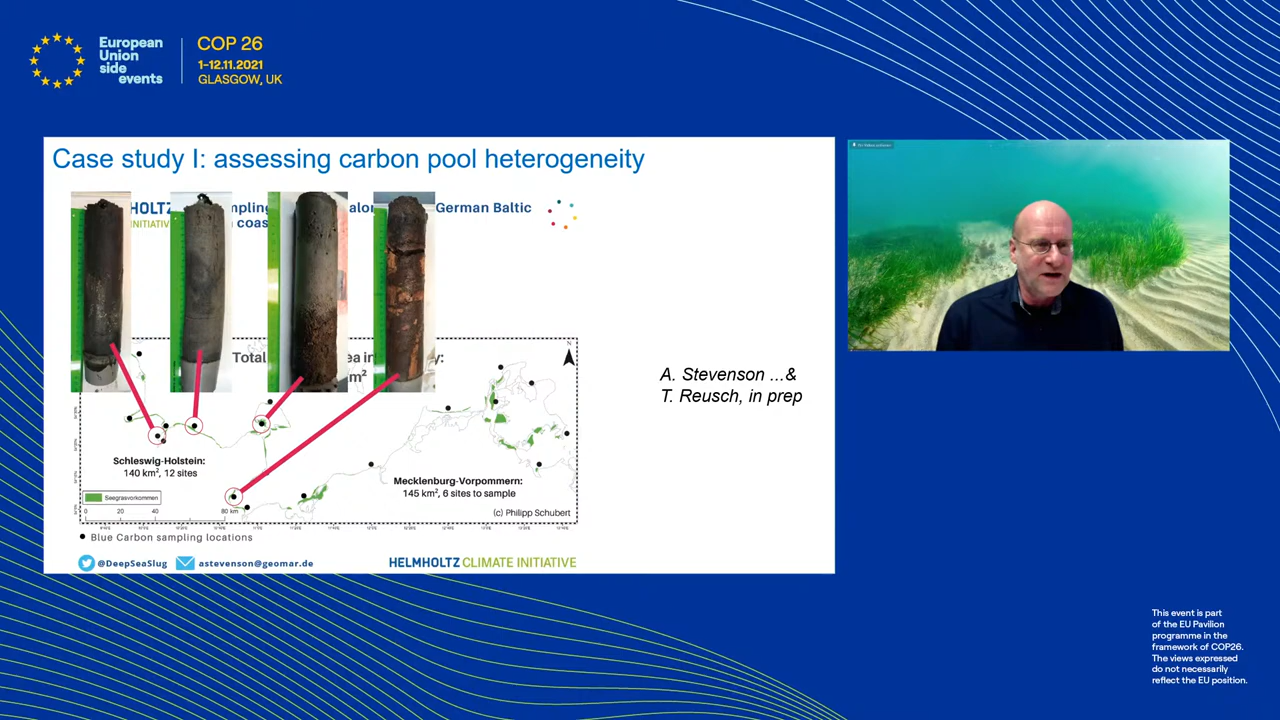 European
Union
side
events
COP 26
1-12.11.2021
GLASGOW, UK
Case study I: assessing carbon pool heterogeneity
HOLTZ
INITIATIVE
mpling
alon
German Baltic
n coas
Total
ea in
y:
m²
N
A. Stevenson ...&
T. Reusch, in prep
Schleswig-Holstein:
140 km², 12 sites
Mecklenburg-Vorpommern:
145 km², 6 sites to sample
Seegrasvorkommen
0 20 40 80 km
(c) Philipp Schubert
Blue Carbon sampling locations
@DeepSeaSlug astevenson@geomar.de
HELMHOLTZ CLIMATE INITIATIVE
This event is part
of the EU Pavilion
programme in the
framework of COP26.
The views expressed
do not necessarily
reflect the EU position.